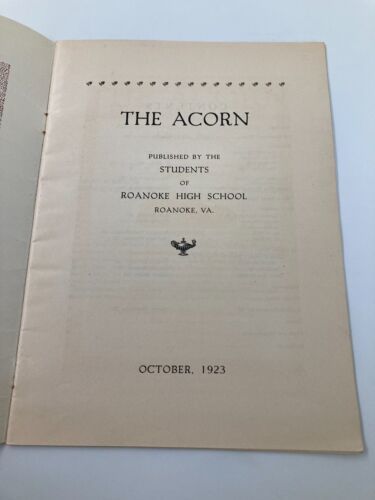 THE ACORN
PUBLISHED BY THE
STUDENTS
OF
ROANOKE HIGH SCHOOL
ROANOKE, VA.
OCTOBER, 1923